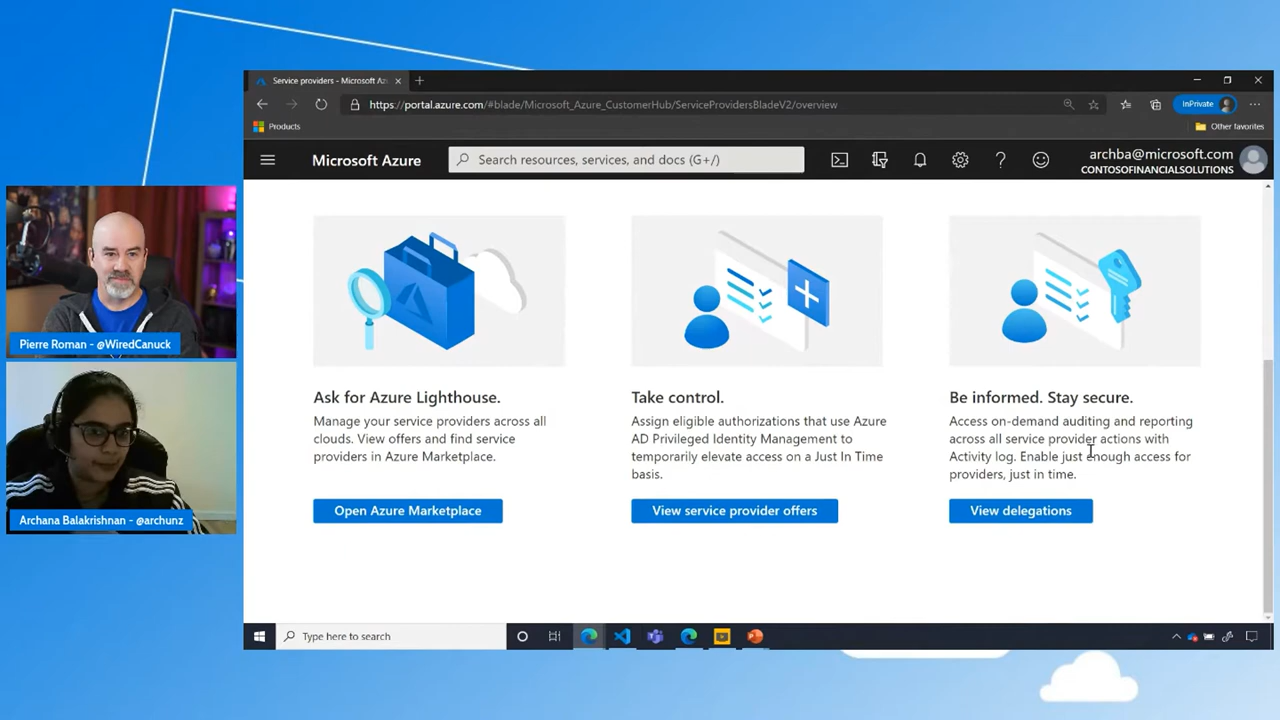 Service providers - Microsoft Az
https://portal.azure.com/#blade/Microsoft_Azure_CustomerHub/ServiceProvidersBladeV2/overview
InPrivate
Products
Other favorites
Microsoft Azure
Search resources, services, and docs (G+/)
archba@microsoft.com
CONTOSOFINANCIALSOLUTIONS
Pierre Roman - @WiredCanuck
Archana Balakrishnan - @archunz
Ask for Azure Lighthouse.
Manage your service providers across all
clouds. View offers and find service
providers in Azure Marketplace.
Open Azure Marketplace
Take control.
Assign eligible authorizations that use Azure
AD Privileged Identity Management to
temporarily elevate access on a Just In Time
basis.
View service provider offers
Be informed. Stay secure.
Access on-demand auditing and reporting
across all service provider actions with
Activity log. Enable just enough access for
providers, just in time.
View delegations
Type here to search